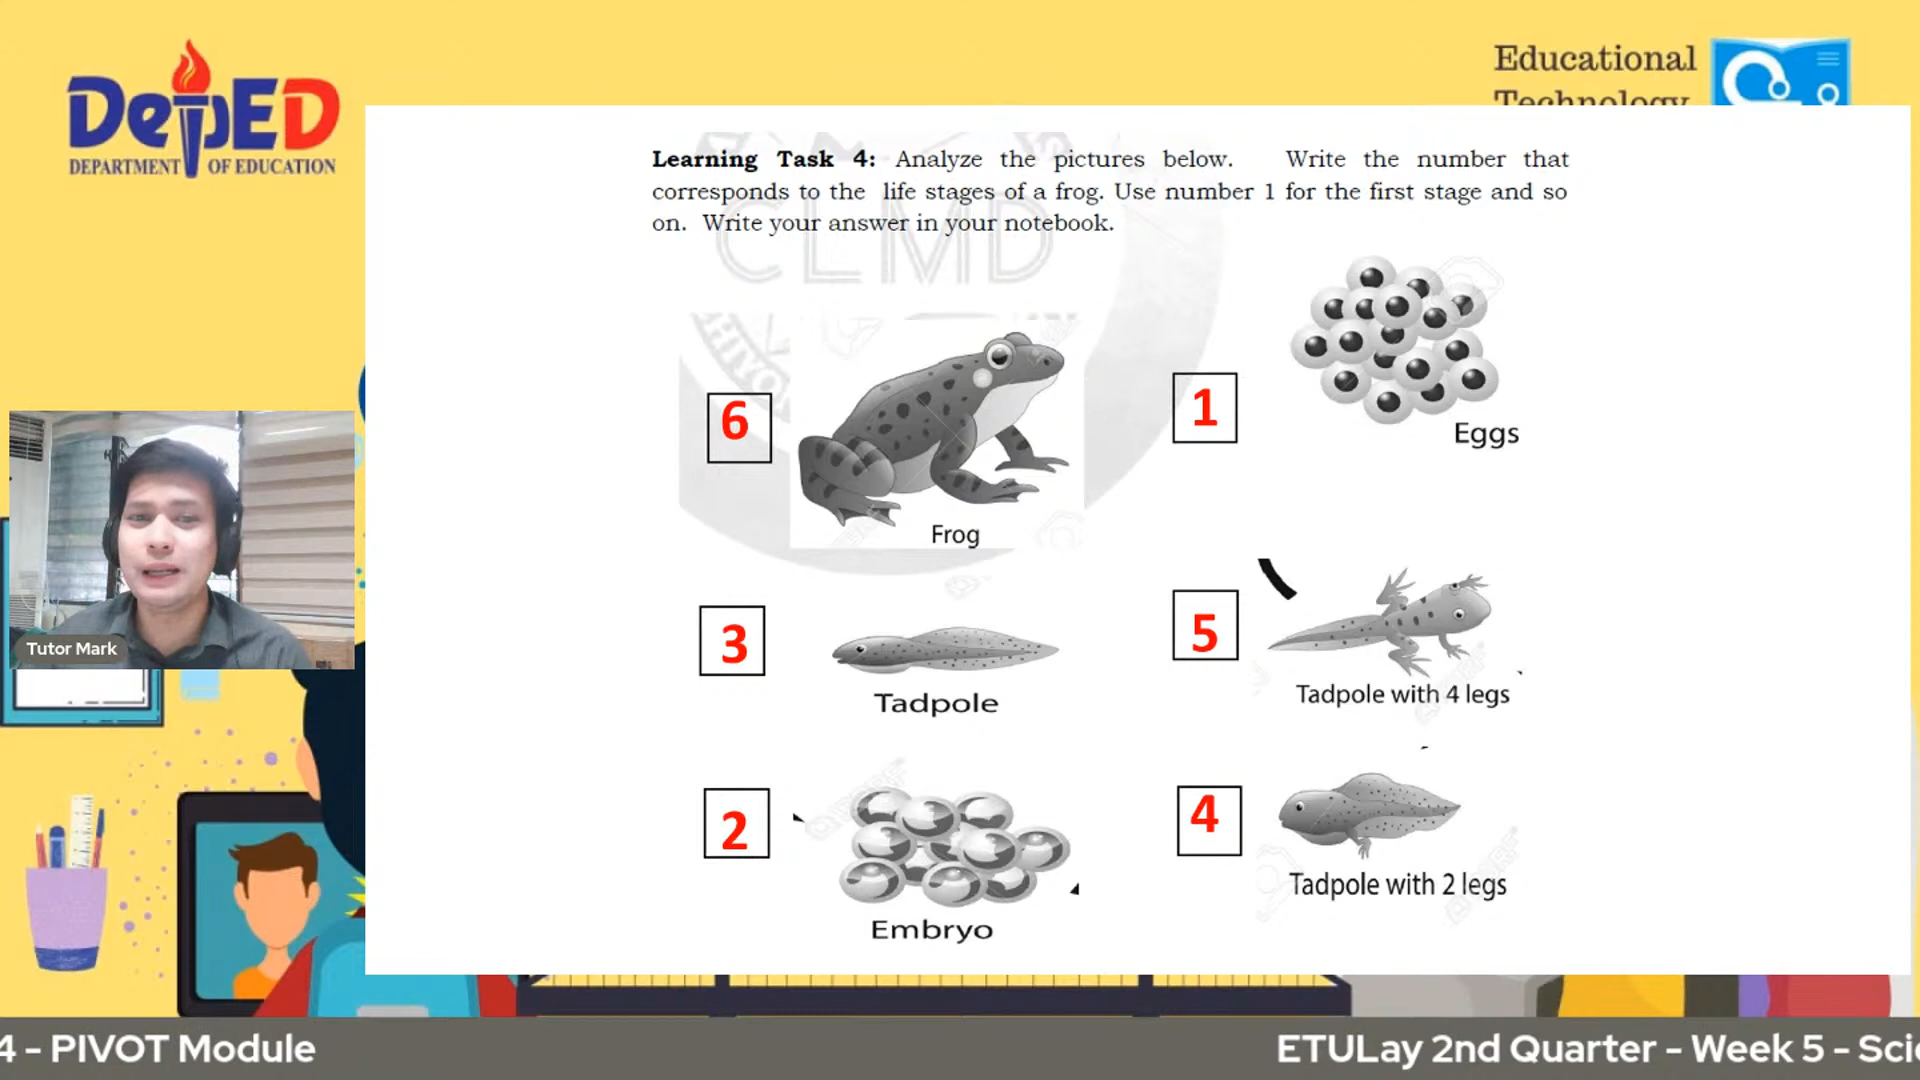 DepED
DEPARTMENT OF EDUCATION
Educational
Technology
Learning Task 4: Analyze the pictures below. Write the number that
corresponds to the life stages of a frog. Use number 1 for the first stage and so
on. Write your answer in your notebook.
CLMD
6
Frog
1
Eggs
3
Tadpole
5
Tadpole with 4 legs
2
Embryo
4
Tadpole with 2 legs
Tutor Mark
4 - PIVOT Module
ETULay 2nd Quarter - Week 5 - Scie